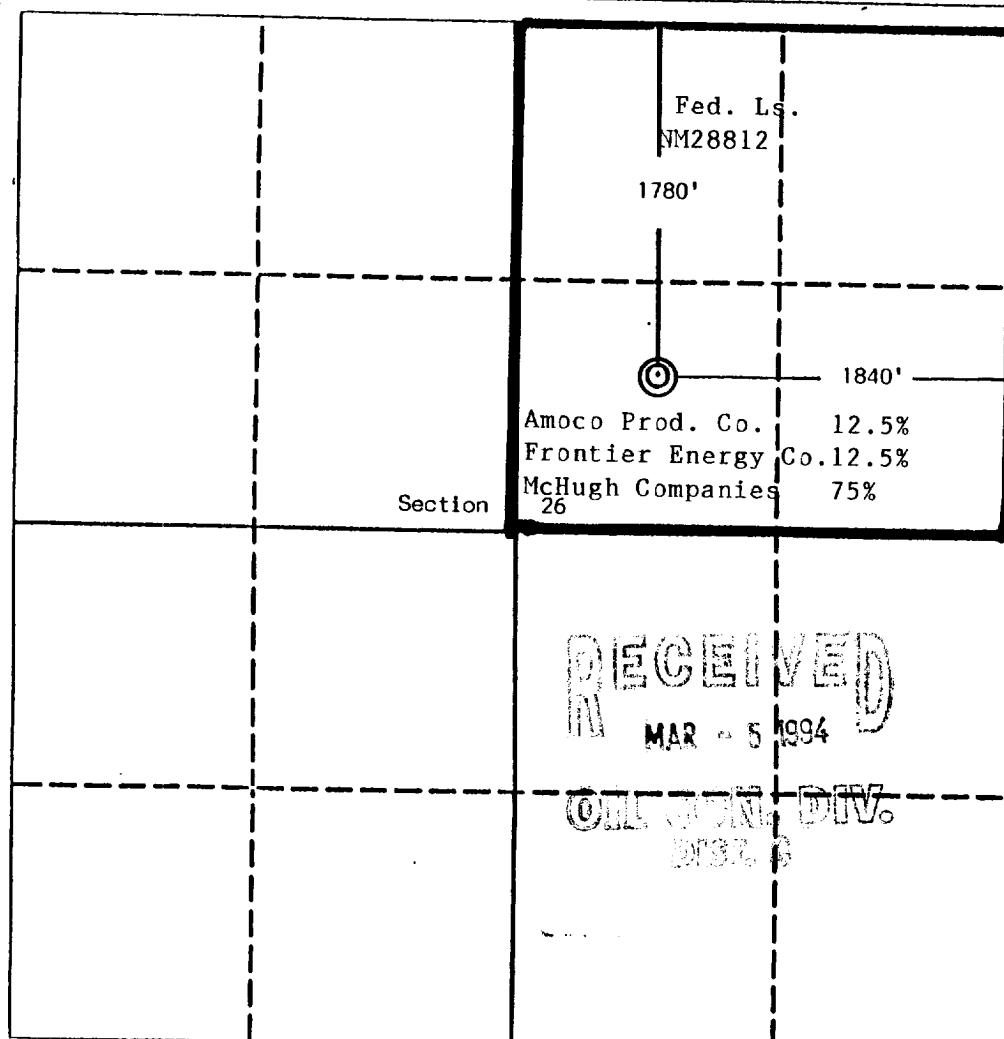 Fed. Ls.
NM28812
1780'
1840'
Amoco Prod. Co. 12.5%
Frontier Energy Co. 12.5%
McHugh Companies 75%
Section 26
RECEIVED
MAR - 5 1994
OIL CON. DIV.